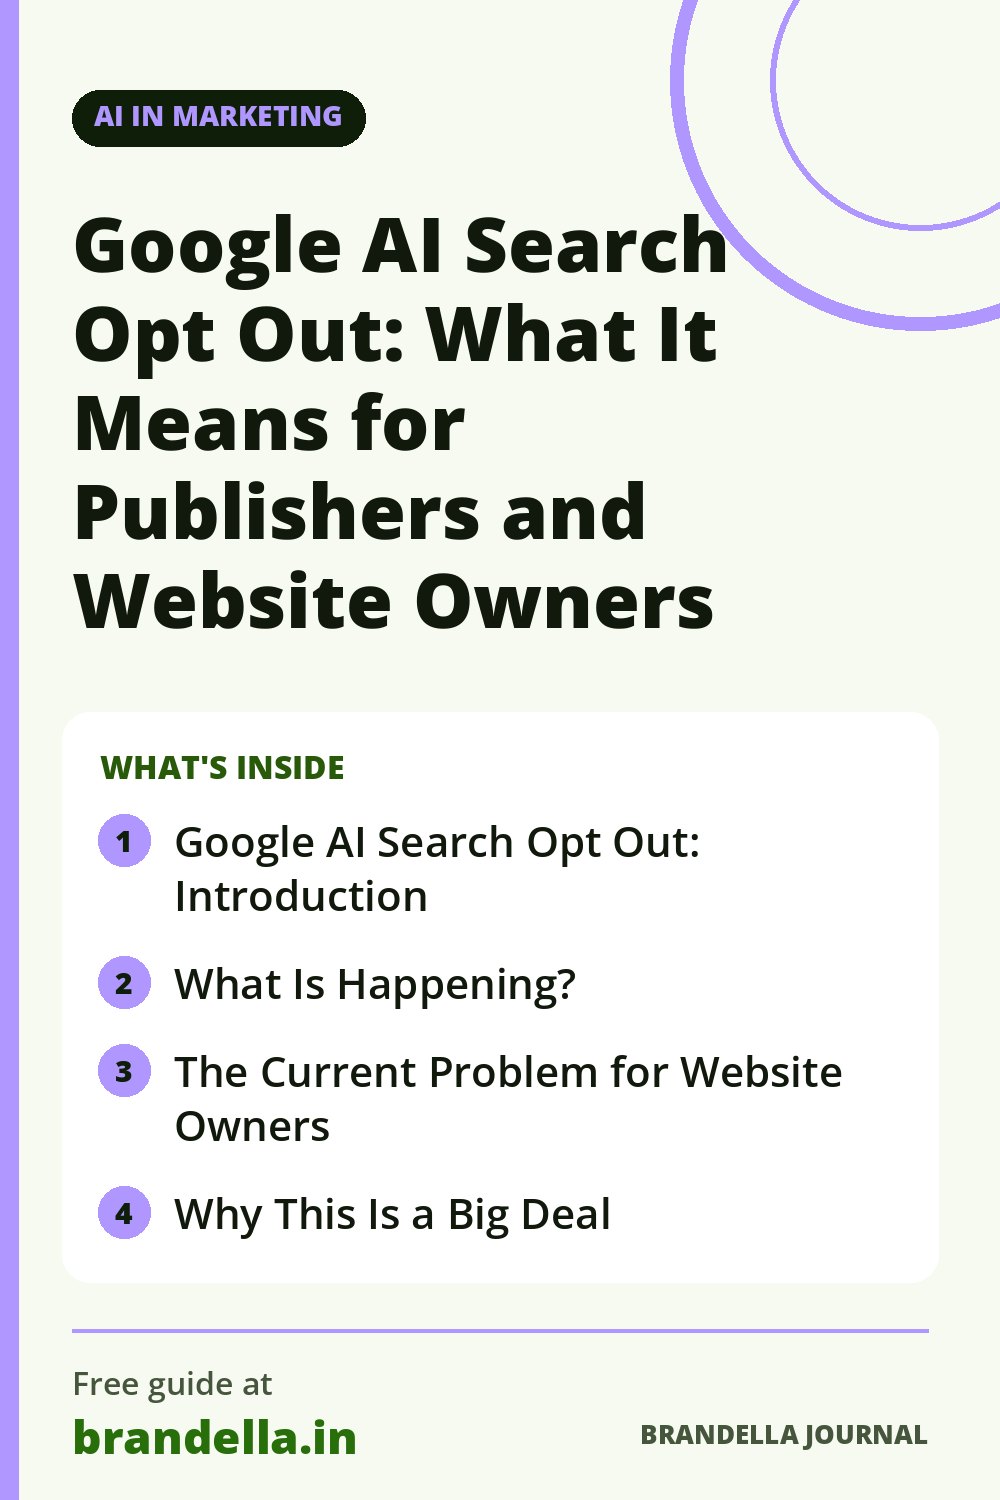 AI IN MARKETING
Google AI Search
Opt Out: What It
Means for
Publishers and
Website Owners
WHAT'S INSIDE
1 Google AI Search Opt Out:
Introduction
2 What Is Happening?
3 The Current Problem for Website
Owners
4 Why This Is a Big Deal
Free guide at
brandella.in
BRANDELLA JOURNAL